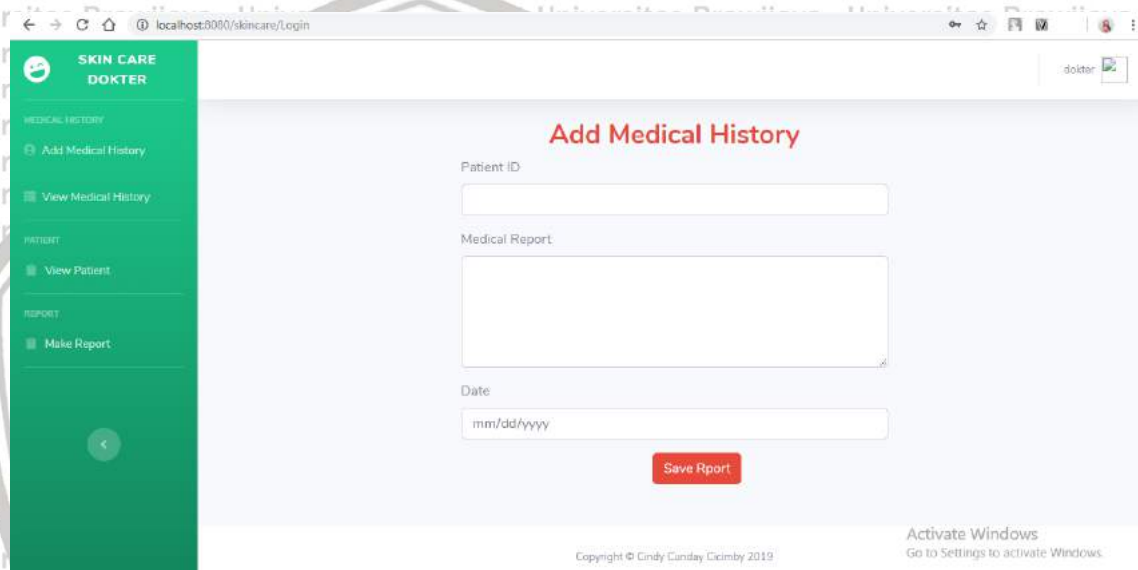 localhost:8080/skincare/Login
SKIN CARE
DOKTER
dokter
MEDICAL HISTORY
Add Medical History
View Medical History
PATIENT
View Patient
REPORT
Make Report
Add Medical History
Patient ID
Medical Report
Date
mm/dd/yyyy
Save Rport
Activate Windows
Go to Settings to activate Windows.
Copyright © Cindy Cunday Cicimby 2019